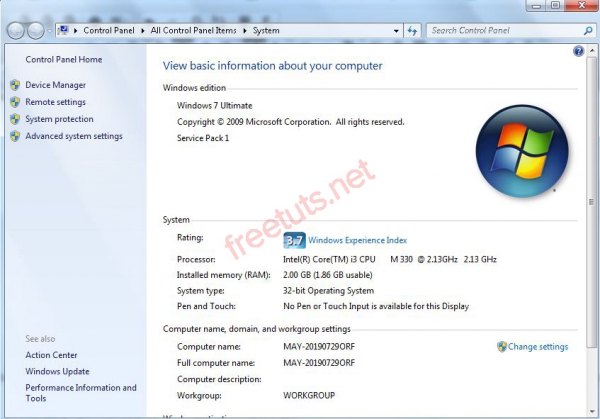 Control Panel ▸ All Control Panel Items ▸ System
Search Control Panel
Control Panel Home
Device Manager
Remote settings
System protection
Advanced system settings
See also
Action Center
Windows Update
Performance Information and
Tools
View basic information about your computer
Windows edition
Windows 7 Ultimate
Copyright © 2009 Microsoft Corporation. All rights reserved.
Service Pack 1
System
Rating: 3.7 Windows Experience Index
Processor: Intel(R) Core(TM) i3 CPU M 330 @ 2.13GHz 2.13 GHz
Installed memory (RAM): 2.00 GB (1.86 GB usable)
System type: 32-bit Operating System
Pen and Touch: No Pen or Touch Input is available for this Display
Computer name, domain, and workgroup settings
Computer name: MAY-20190729ORF Change settings
Full computer name: MAY-20190729ORF
Computer description:
Workgroup: WORKGROUP
freetuts.net